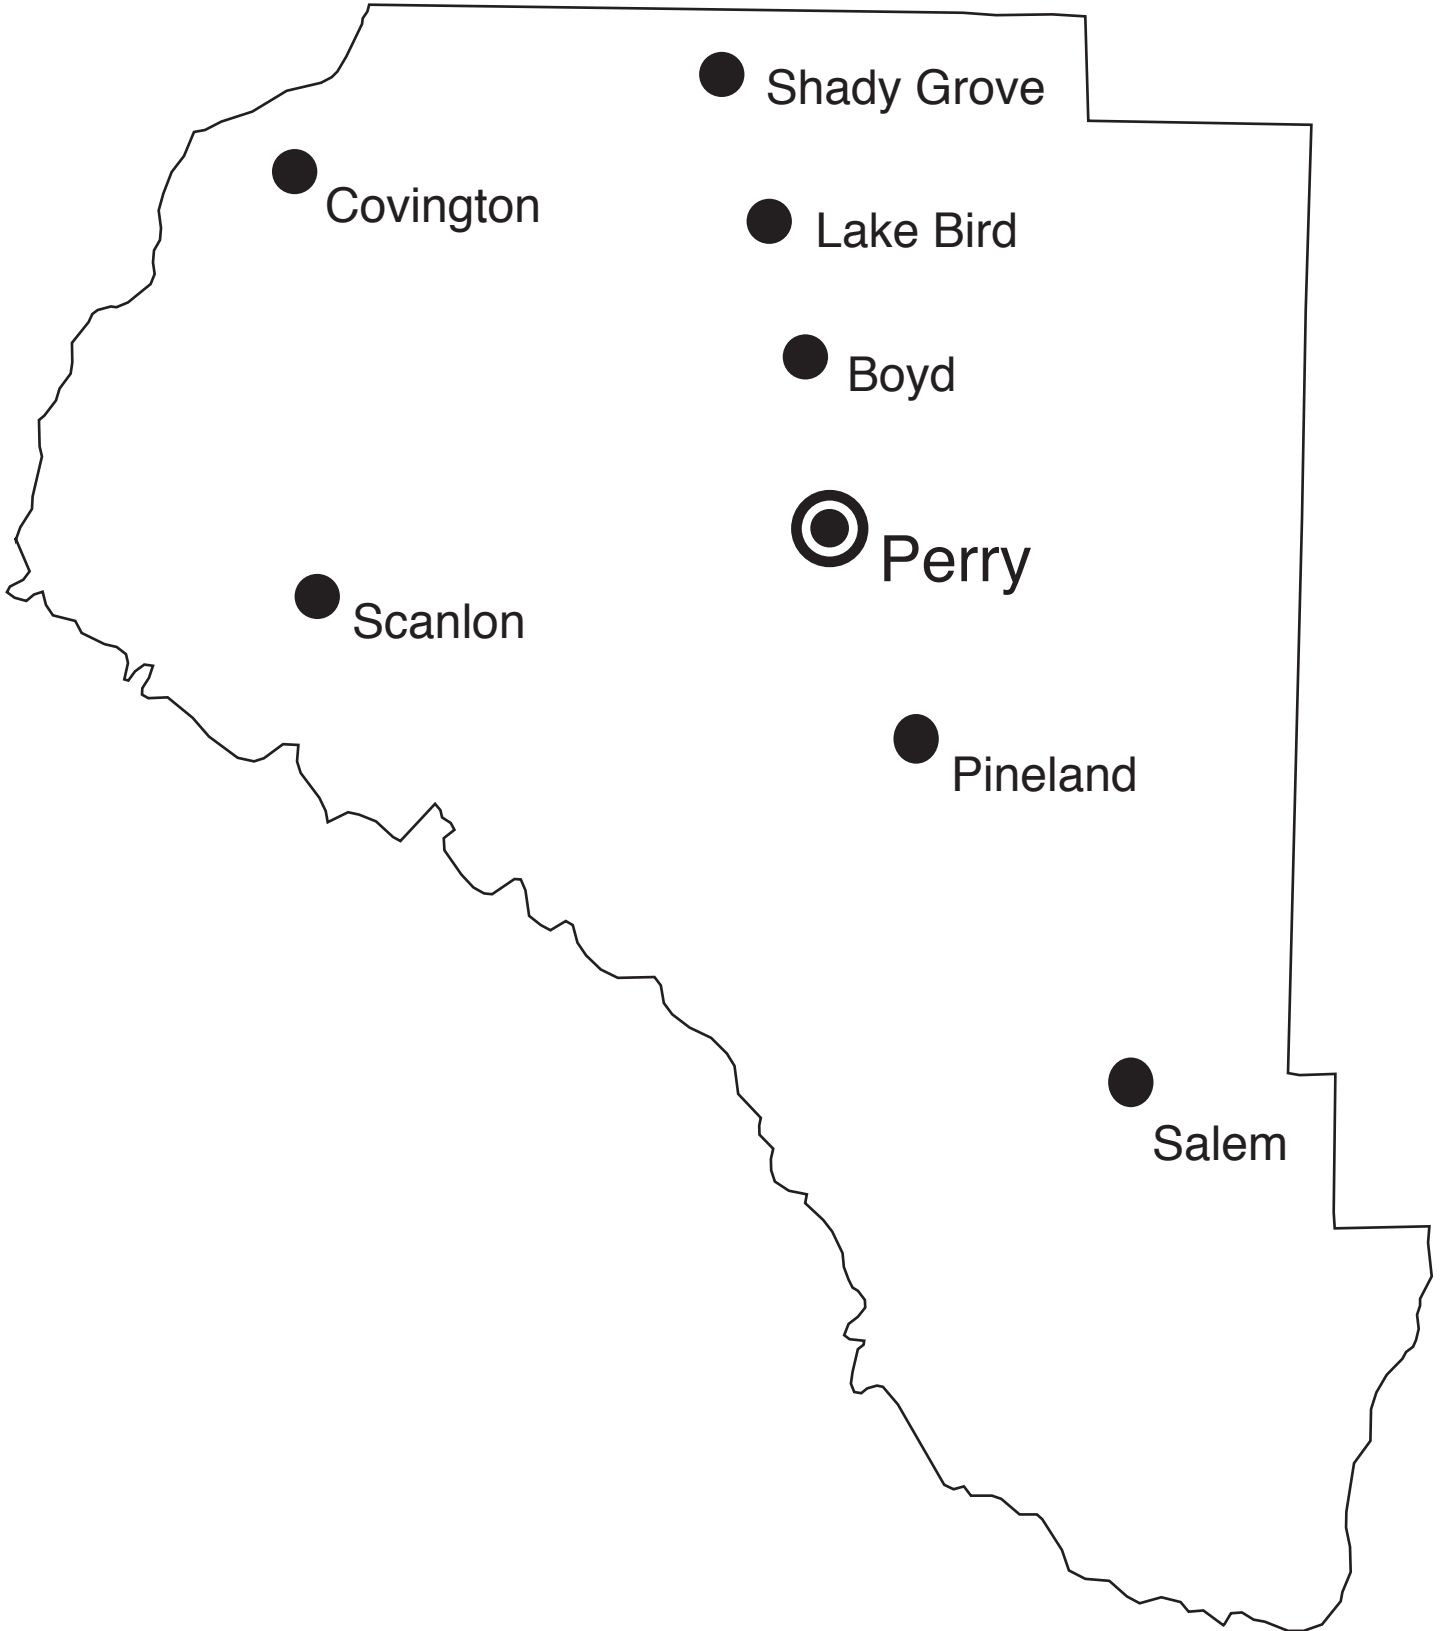 Shady Grove
Covington
Lake Bird
Boyd
Perry
Scanlon
Pineland
Salem